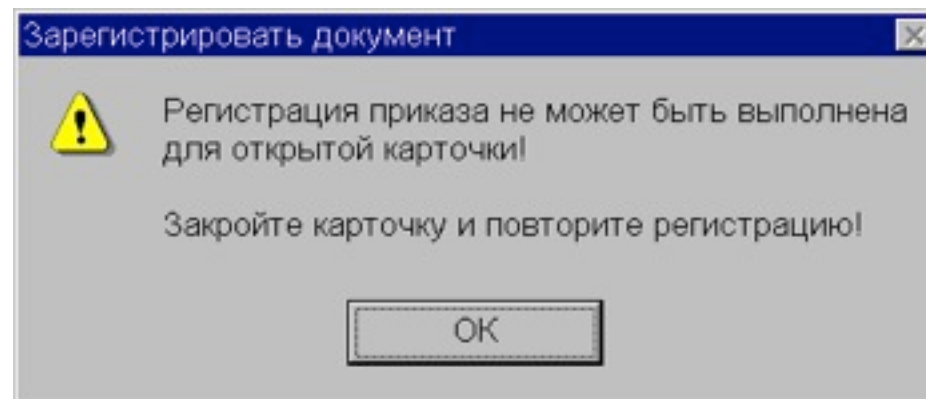 Зарегистрировать документ
Регистрация приказа не может быть выполнена
для открытой карточки!
Закройте карточку и повторите регистрацию!
OK